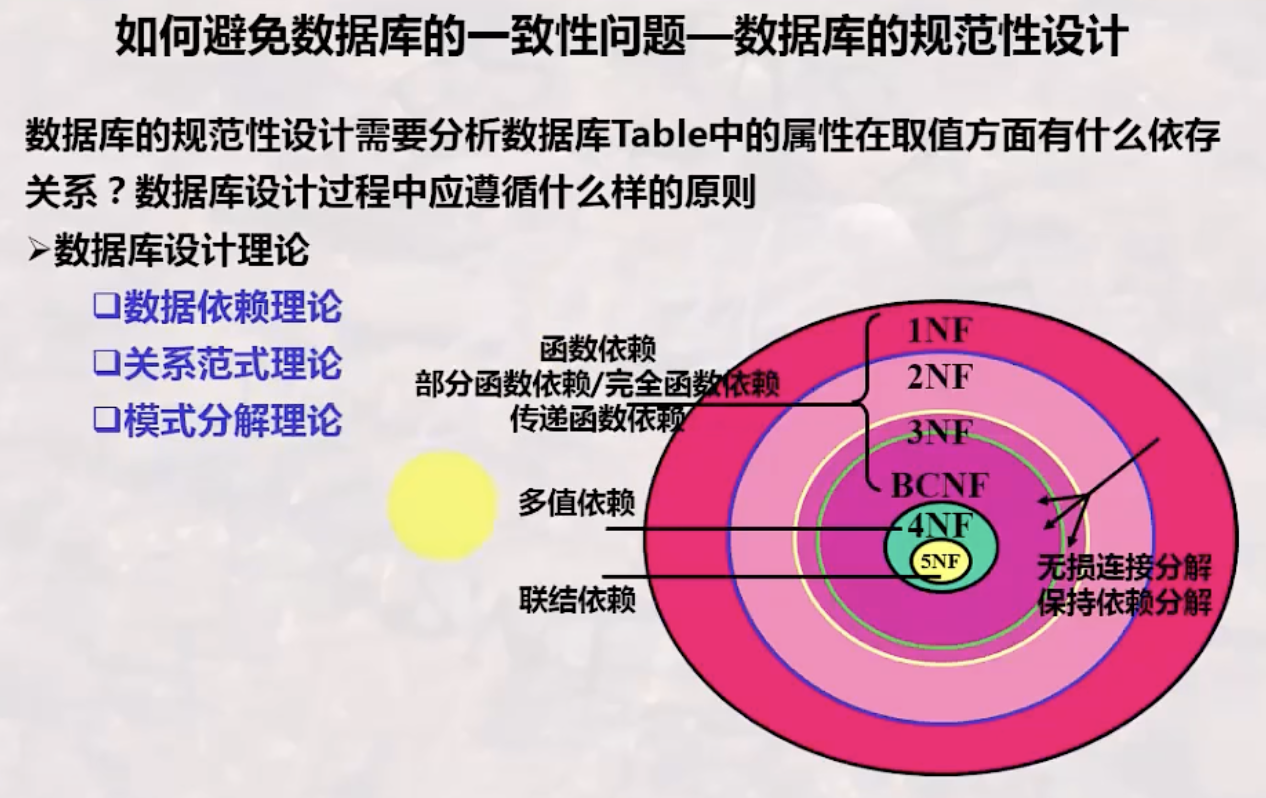 如何避免数据库的一致性问题—数据库的规范性设计
数据库的规范性设计需要分析数据库Table中的属性在取值方面有什么依存
关系？数据库设计过程中应遵循什么样的原则
➢数据库设计理论
❑数据依赖理论
❑关系范式理论
❑模式分解理论
函数依赖
部分函数依赖/完全函数依赖
传递函数依赖
多值依赖
联结依赖
1NF
2NF
3NF
BCNF
4NF
5NF
无损连接分解
保持依赖分解